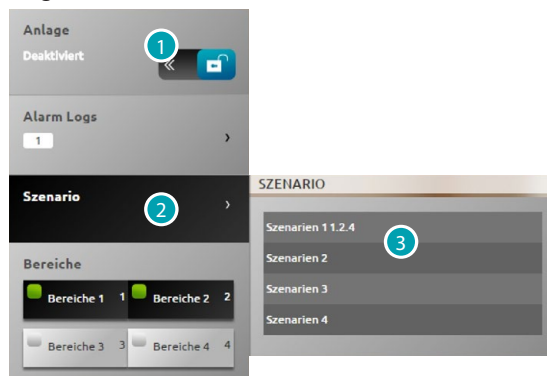 Anlage
Deaktiviert
1
«
Alarm Logs
1
›
Szenario
2
›
Bereiche
Bereiche 1 1 Bereiche 2 2
Bereiche 3 3 Bereiche 4 4
SZENARIO
Szenarien 1 1.2.4
3
Szenarien 2
Szenarien 3
Szenarien 4